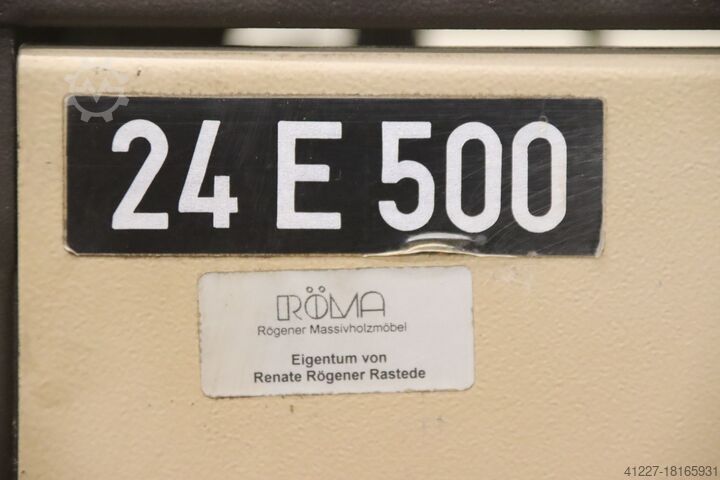 24 E 500
RÖMA
Rögener Massivholzmöbel
Eigentum von
Renate Rögener Rastede
41227-18165931